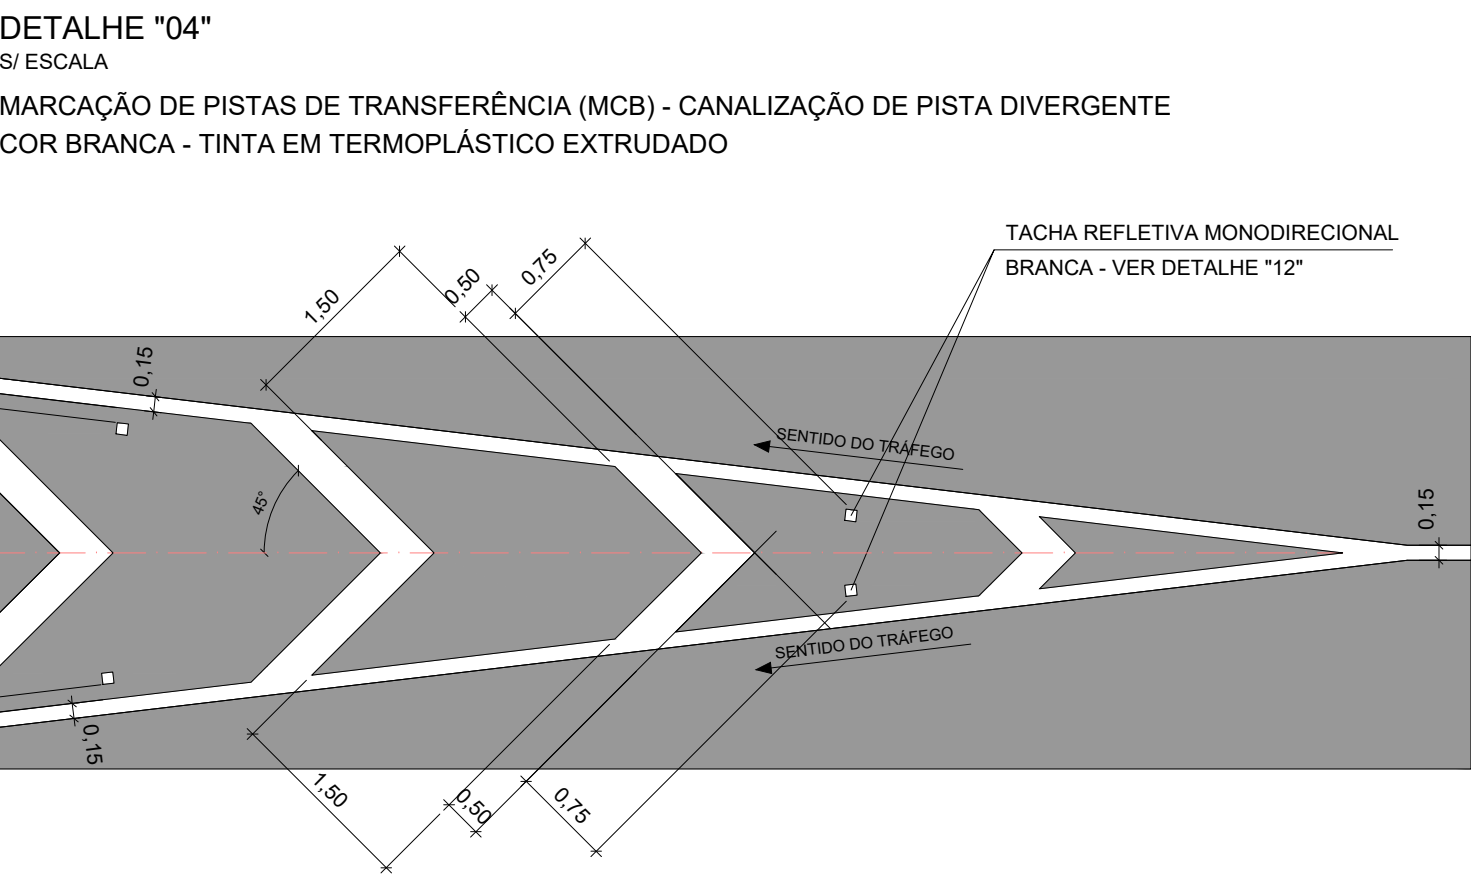 DETALHE "04"
S/ ESCALA
MARCAÇÃO DE PISTAS DE TRANSFERÊNCIA (MCB) - CANALIZAÇÃO DE PISTA DIVERGENTE
COR BRANCA - TINTA EM TERMOPLÁSTICO EXTRUDADO
TACHA REFLETIVA MONODIRECIONAL
BRANCA - VER DETALHE "12"
1,50
0,50
0,75
0,15
SENTIDO DO TRÁFEGO
45°
0,15
SENTIDO DO TRÁFEGO
0,15
1,50
0,50
0,75